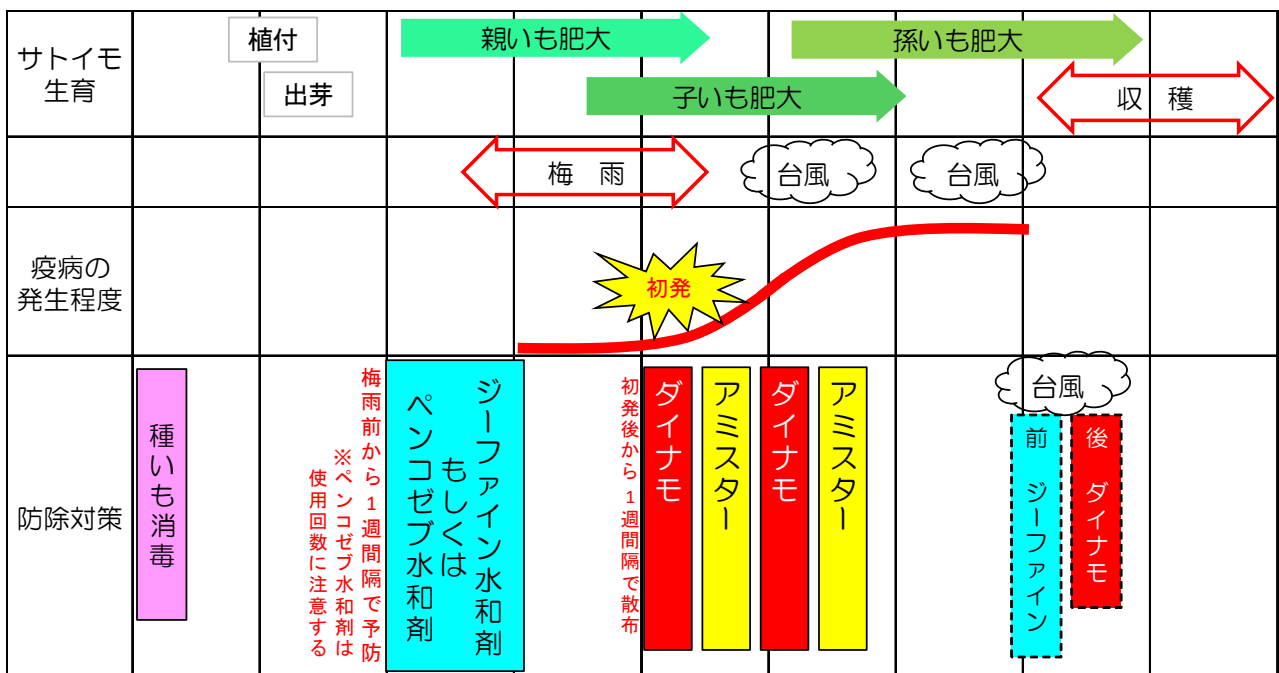 サトイモ
生育
植付
出芽
親いも肥大
子いも肥大
孫いも肥大
収　穫
梅　雨
台風
台風
疫病の
発生程度
初発
防除対策
種いも消毒
梅雨前から1週間隔で予防
※ペンコゼブ水和剤は
使用回数に注意する
ジーファイン水和剤
もしくは
ペンコゼブ水和剤
初発後から1週間隔で散布
ダイナモ
アミスター
ダイナモ
アミスター
台風
前　ジーファイン
後　ダイナモ